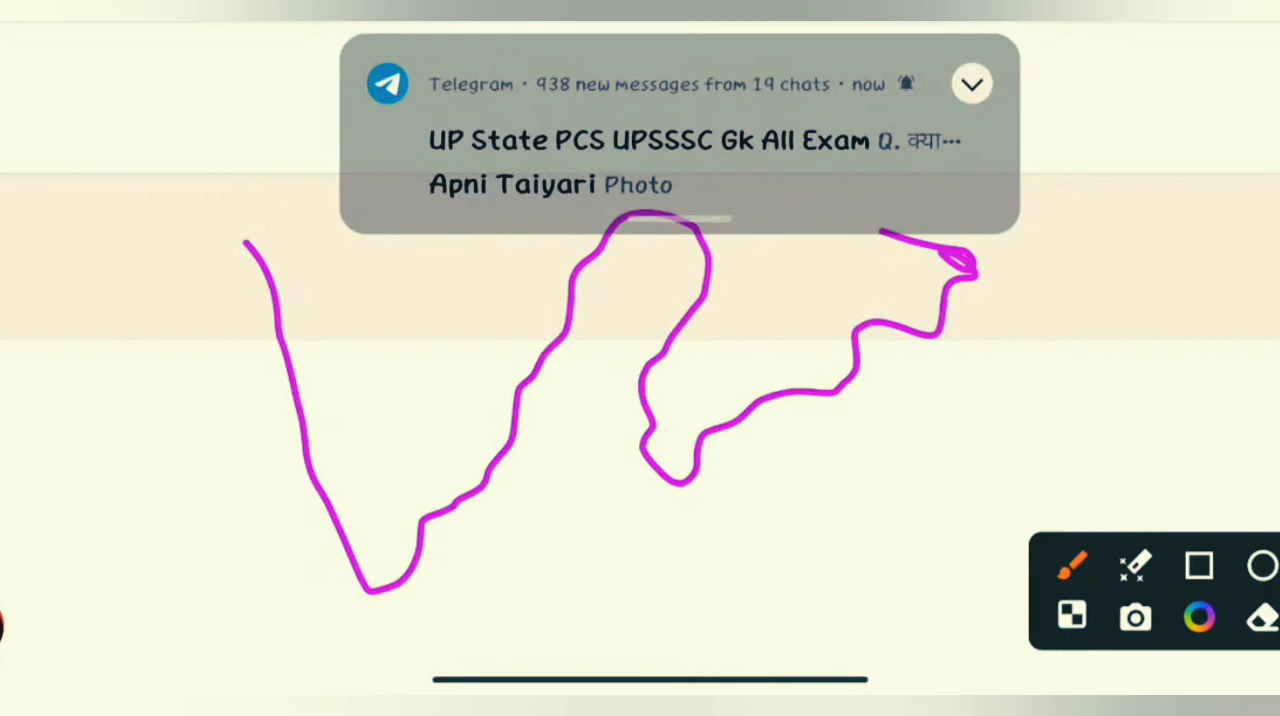 Telegram • 938 new messages from 19 chats • now
UP State PCS UPSSSC Gk All Exam Q. क्या...
Apni Taiyari Photo